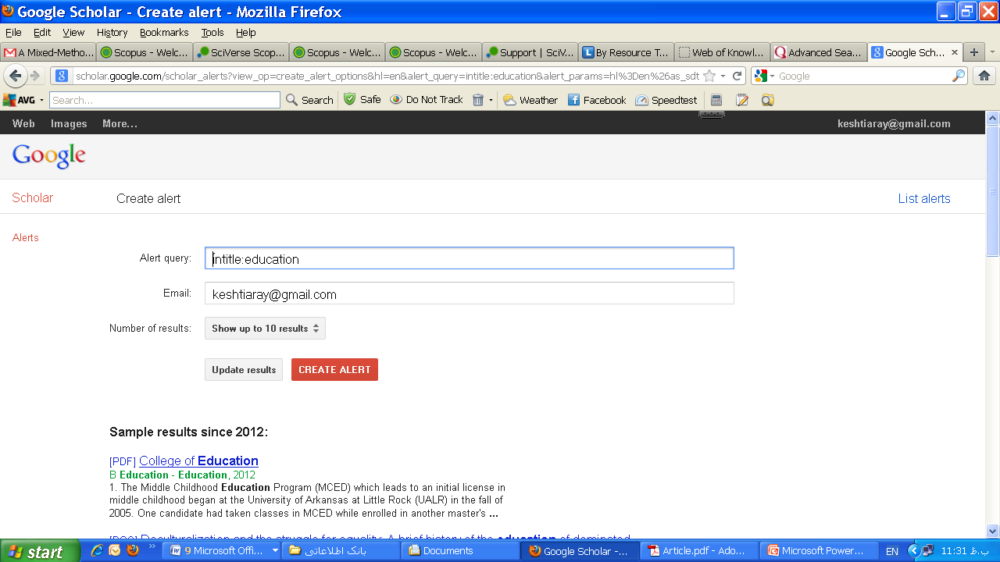 Google Scholar - Create alert - Mozilla Firefox
File Edit View History Bookmarks Tools Help
A Mixed-Metho... Scopus - Welc... SciVerse Scop... Scopus - Welc... Scopus - Welc... Support | SciV... By Resource T... Web of Knowl... Advanced Sea... Google Sch...
scholar.google.com/scholar_alerts?view_op=create_alert_options&hl=en&alert_query=intitle:education&alert_params=hl%3Den%26as_sdt Google
AVG Search... Search Safe Do Not Track Weather Facebook Speedtest
Web Images More... keshtiaray@gmail.com
Google
Scholar Create alert List alerts
Alerts
Alert query: intitle:education
Email: keshtiaray@gmail.com
Number of results: Show up to 10 results
Update results CREATE ALERT
Sample results since 2012:
[PDF] College of Education
B Education - Education, 2012
1. The Middle Childhood Education Program (MCED) which leads to an initial license in
middle childhood began at the University of Arkansas at Little Rock (UALR) in the fall of
2005. One candidate had taken classes in MCED while enrolled in another master's ...
[DOC] Deculturalization and the struggle for equality: A brief history of the education of dominated
start 9 Microsoft Offi... بانک اطلاعاتی Documents Google Scholar -... Article.pdf - Ado... Microsoft Power... EN 11:31 ب.ظ